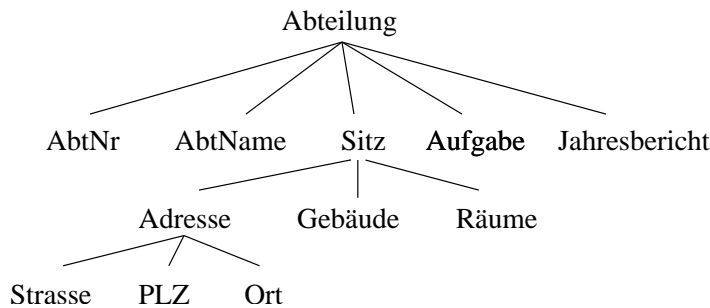 Abteilung
AbtNr AbtName Sitz Aufgabe Jahresbericht
Adresse Gebäude Räume
Strasse PLZ Ort